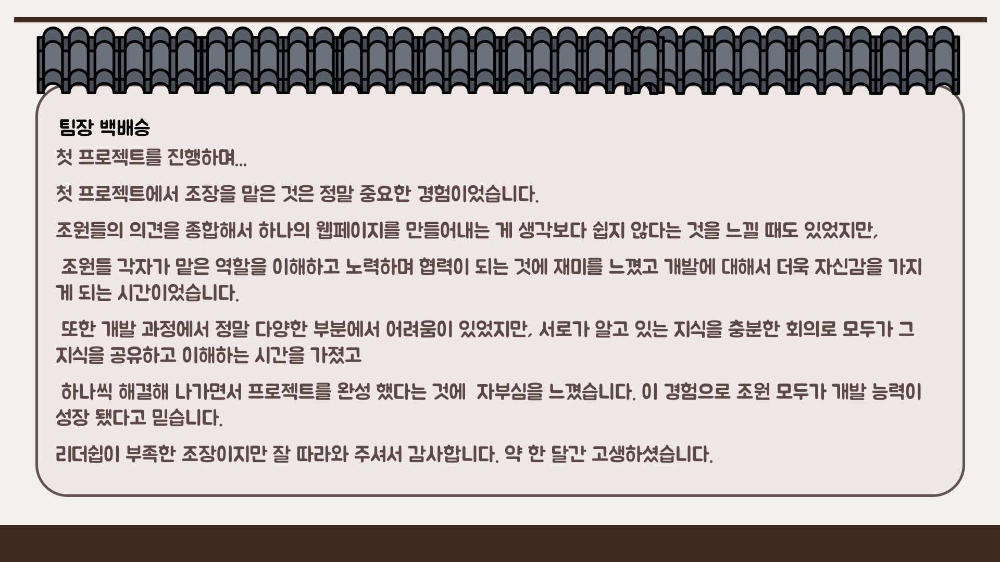 팀장 백배승
첫 프로젝트를 진행하며...
첫 프로젝트에서 조장을 맡은 것은 정말 중요한 경험이었습니다.
조원들의 의견을 종합해서 하나의 웹페이지를 만들어내는 게 생각보다 쉽지 않다는 것을 느낄 때도 있었지만,
조원들 각자가 맡은 역할을 이해하고 노력하며 협력이 되는 것에 재미를 느꼈고 개발에 대해서 더욱 자신감을 가지
게 되는 시간이었습니다.
또한 개발 과정에서 정말 다양한 부분에서 어려움이 있었지만, 서로가 알고 있는 지식을 충분한 회의로 모두가 그
지식을 공유하고 이해하는 시간을 가졌고
하나씩 해결해 나가면서 프로젝트를 완성 했다는 것에  자부심을 느꼈습니다. 이 경험으로 조원 모두가 개발 능력이
성장 됐다고 믿습니다.
리더쉽이 부족한 조장이지만 잘 따라와 주셔서 감사합니다. 약 한 달간 고생하셨습니다.